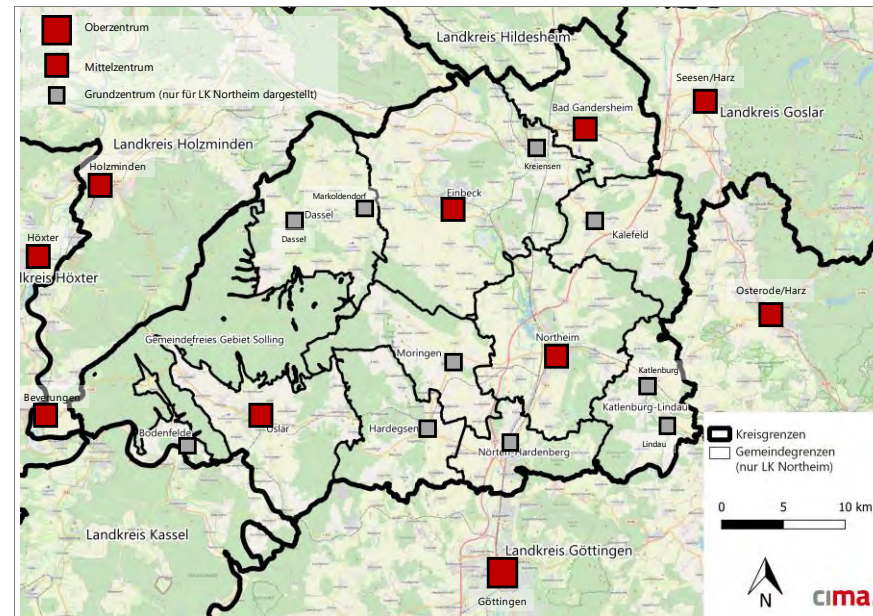 Oberzentrum
Mittelzentrum
Grundzentrum (nur für LK Northeim dargestellt)
Landkreis Hildesheim
Seesen/Harz
Bad Gandersheim
Landkreis Goslar
Landkreis Holzminden
Kreiensen
Holzminden
Markoldendorf
Einbeck
Dassel
Dassel
Kalefeld
Höxter
dkreis Höxter
Osterode/Harz
Gemeindefreies Gebiet Solling
Northeim
Moringen
Katlenburg
Beverungen
Katlenburg-Lindau
Uslar
Hardegsen
Bodenfelde
Nörten-Hardenberg
Lindau
Kreisgrenzen
Gemeindegrenzen
(nur LK Northeim)
0 5 10 km
Landkreis Kassel
Landkreis Göttingen
Göttingen
N
cima